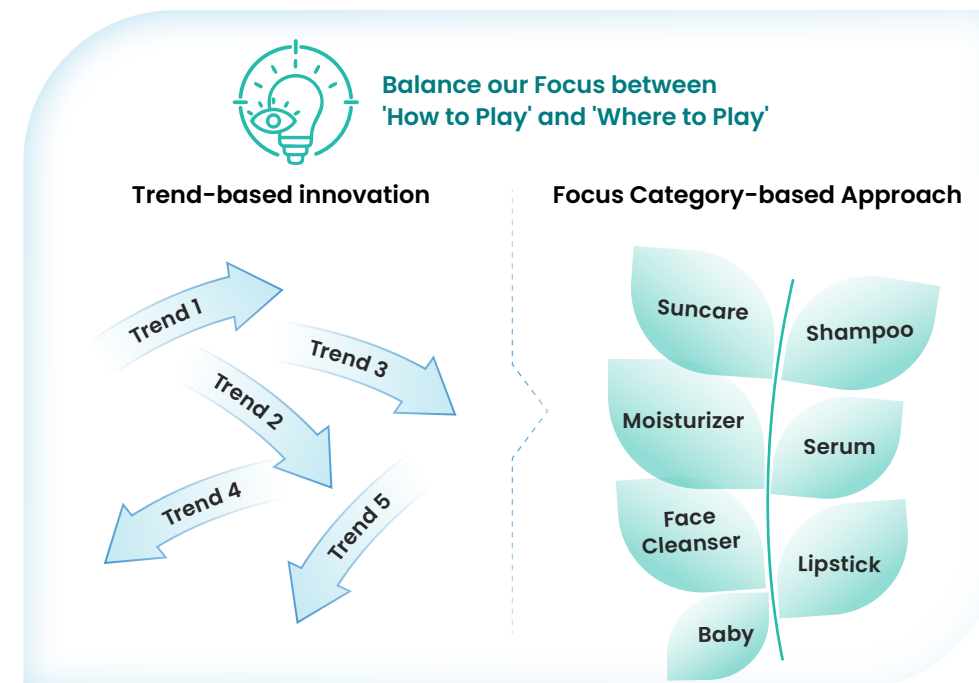 Balance our Focus between
'How to Play' and 'Where to Play'
Trend-based innovation
Trend 1
Trend 3
Trend 2
Trend 4
Trend 5
Focus Category-based Approach
Suncare
Shampoo
Moisturizer
Serum
Face
Cleanser
Lipstick
Baby